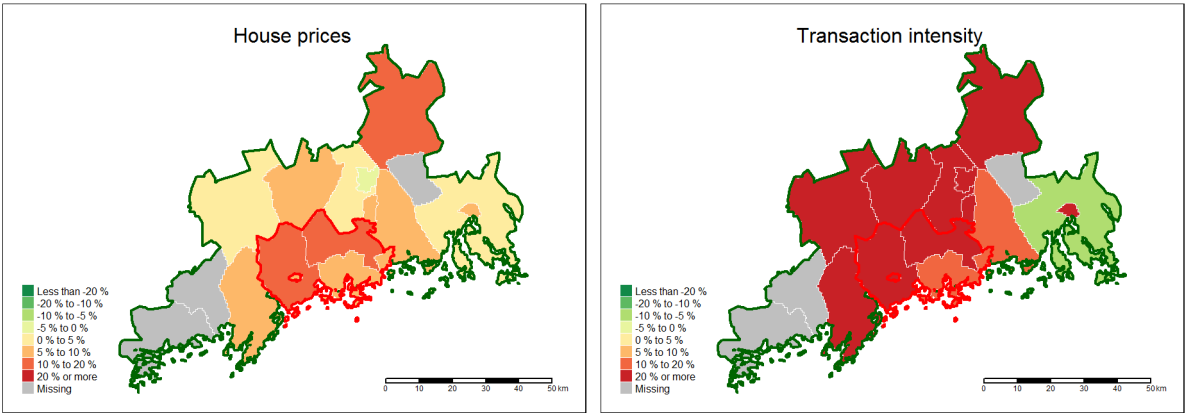 House prices
Less than -20 %
-20 % to -10 %
-10 % to -5 %
-5 % to 0 %
0 % to 5 %
5 % to 10 %
10 % to 20 %
20 % or more
Missing
0 10 20 30 40 50 km
Transaction intensity
Less than -20 %
-20 % to -10 %
-10 % to -5 %
-5 % to 0 %
0 % to 5 %
5 % to 10 %
10 % to 20 %
20 % or more
Missing
0 10 20 30 40 50 km